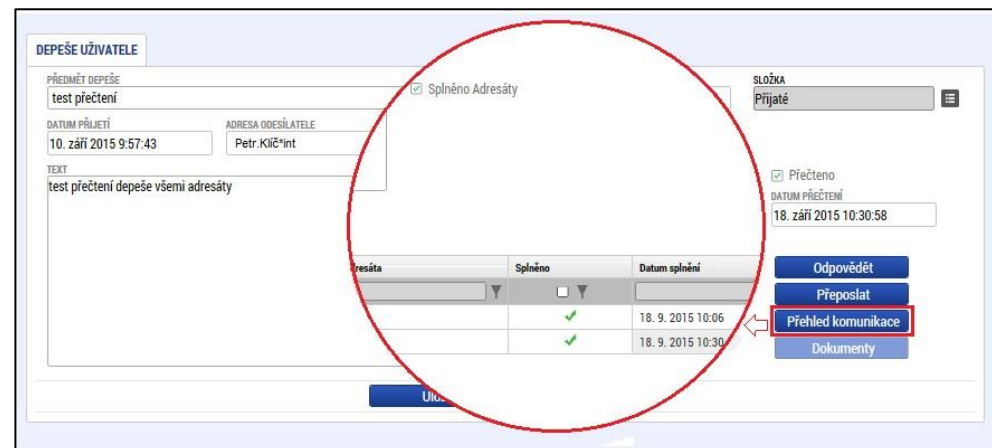 DEPEŠE UŽIVATELE
PŘEDMĚT DEPEŠE
test přečtení
Splněno Adresáty
SLOŽKA
Přijaté
DATUM PŘIJETÍ
ADRESA ODESÍLATELE
10. září 2015 9:57:43
Petr.Klíč*int
TEXT
test přečtení depeše všemi adresáty
Přečteno
DATUM PŘEČTENÍ
18. září 2015 10:30:58
Splněno
Datum splnění
Odpovědět
Přeposlat
18. 9. 2015 10:06
Přehled komunikace
18. 9. 2015 10:30
Dokumenty